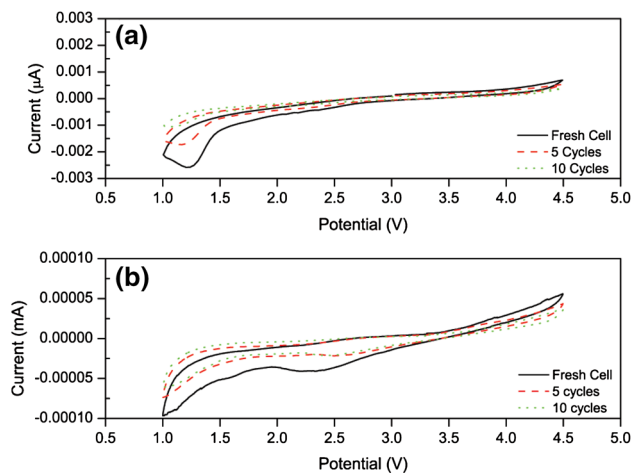 (a)
0.003
0.002
0.001
0.000
-0.001
-0.002
-0.003
Current (µA)
Fresh Cell
5 Cycles
10 Cycles
0.5 1.0 1.5 2.0 2.5 3.0 3.5 4.0 4.5 5.0
Potential (V)
(b)
0.00010
0.00005
0.00000
-0.00005
-0.00010
Current (mA)
Fresh Cell
5 cycles
10 cycles
0.5 1.0 1.5 2.0 2.5 3.0 3.5 4.0 4.5 5.0
Potential (V)